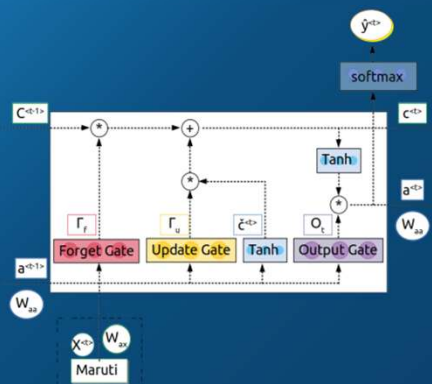 ŷ<t>
softmax
C<t-1>
c<t>
*
+
Tanh
*
a<t>
*
Γf
Γu
č<t>
Ot
Waa
Forget Gate
Update Gate
Tanh
Output Gate
a<t-1>
Waa
X<t>
Wax
Maruti